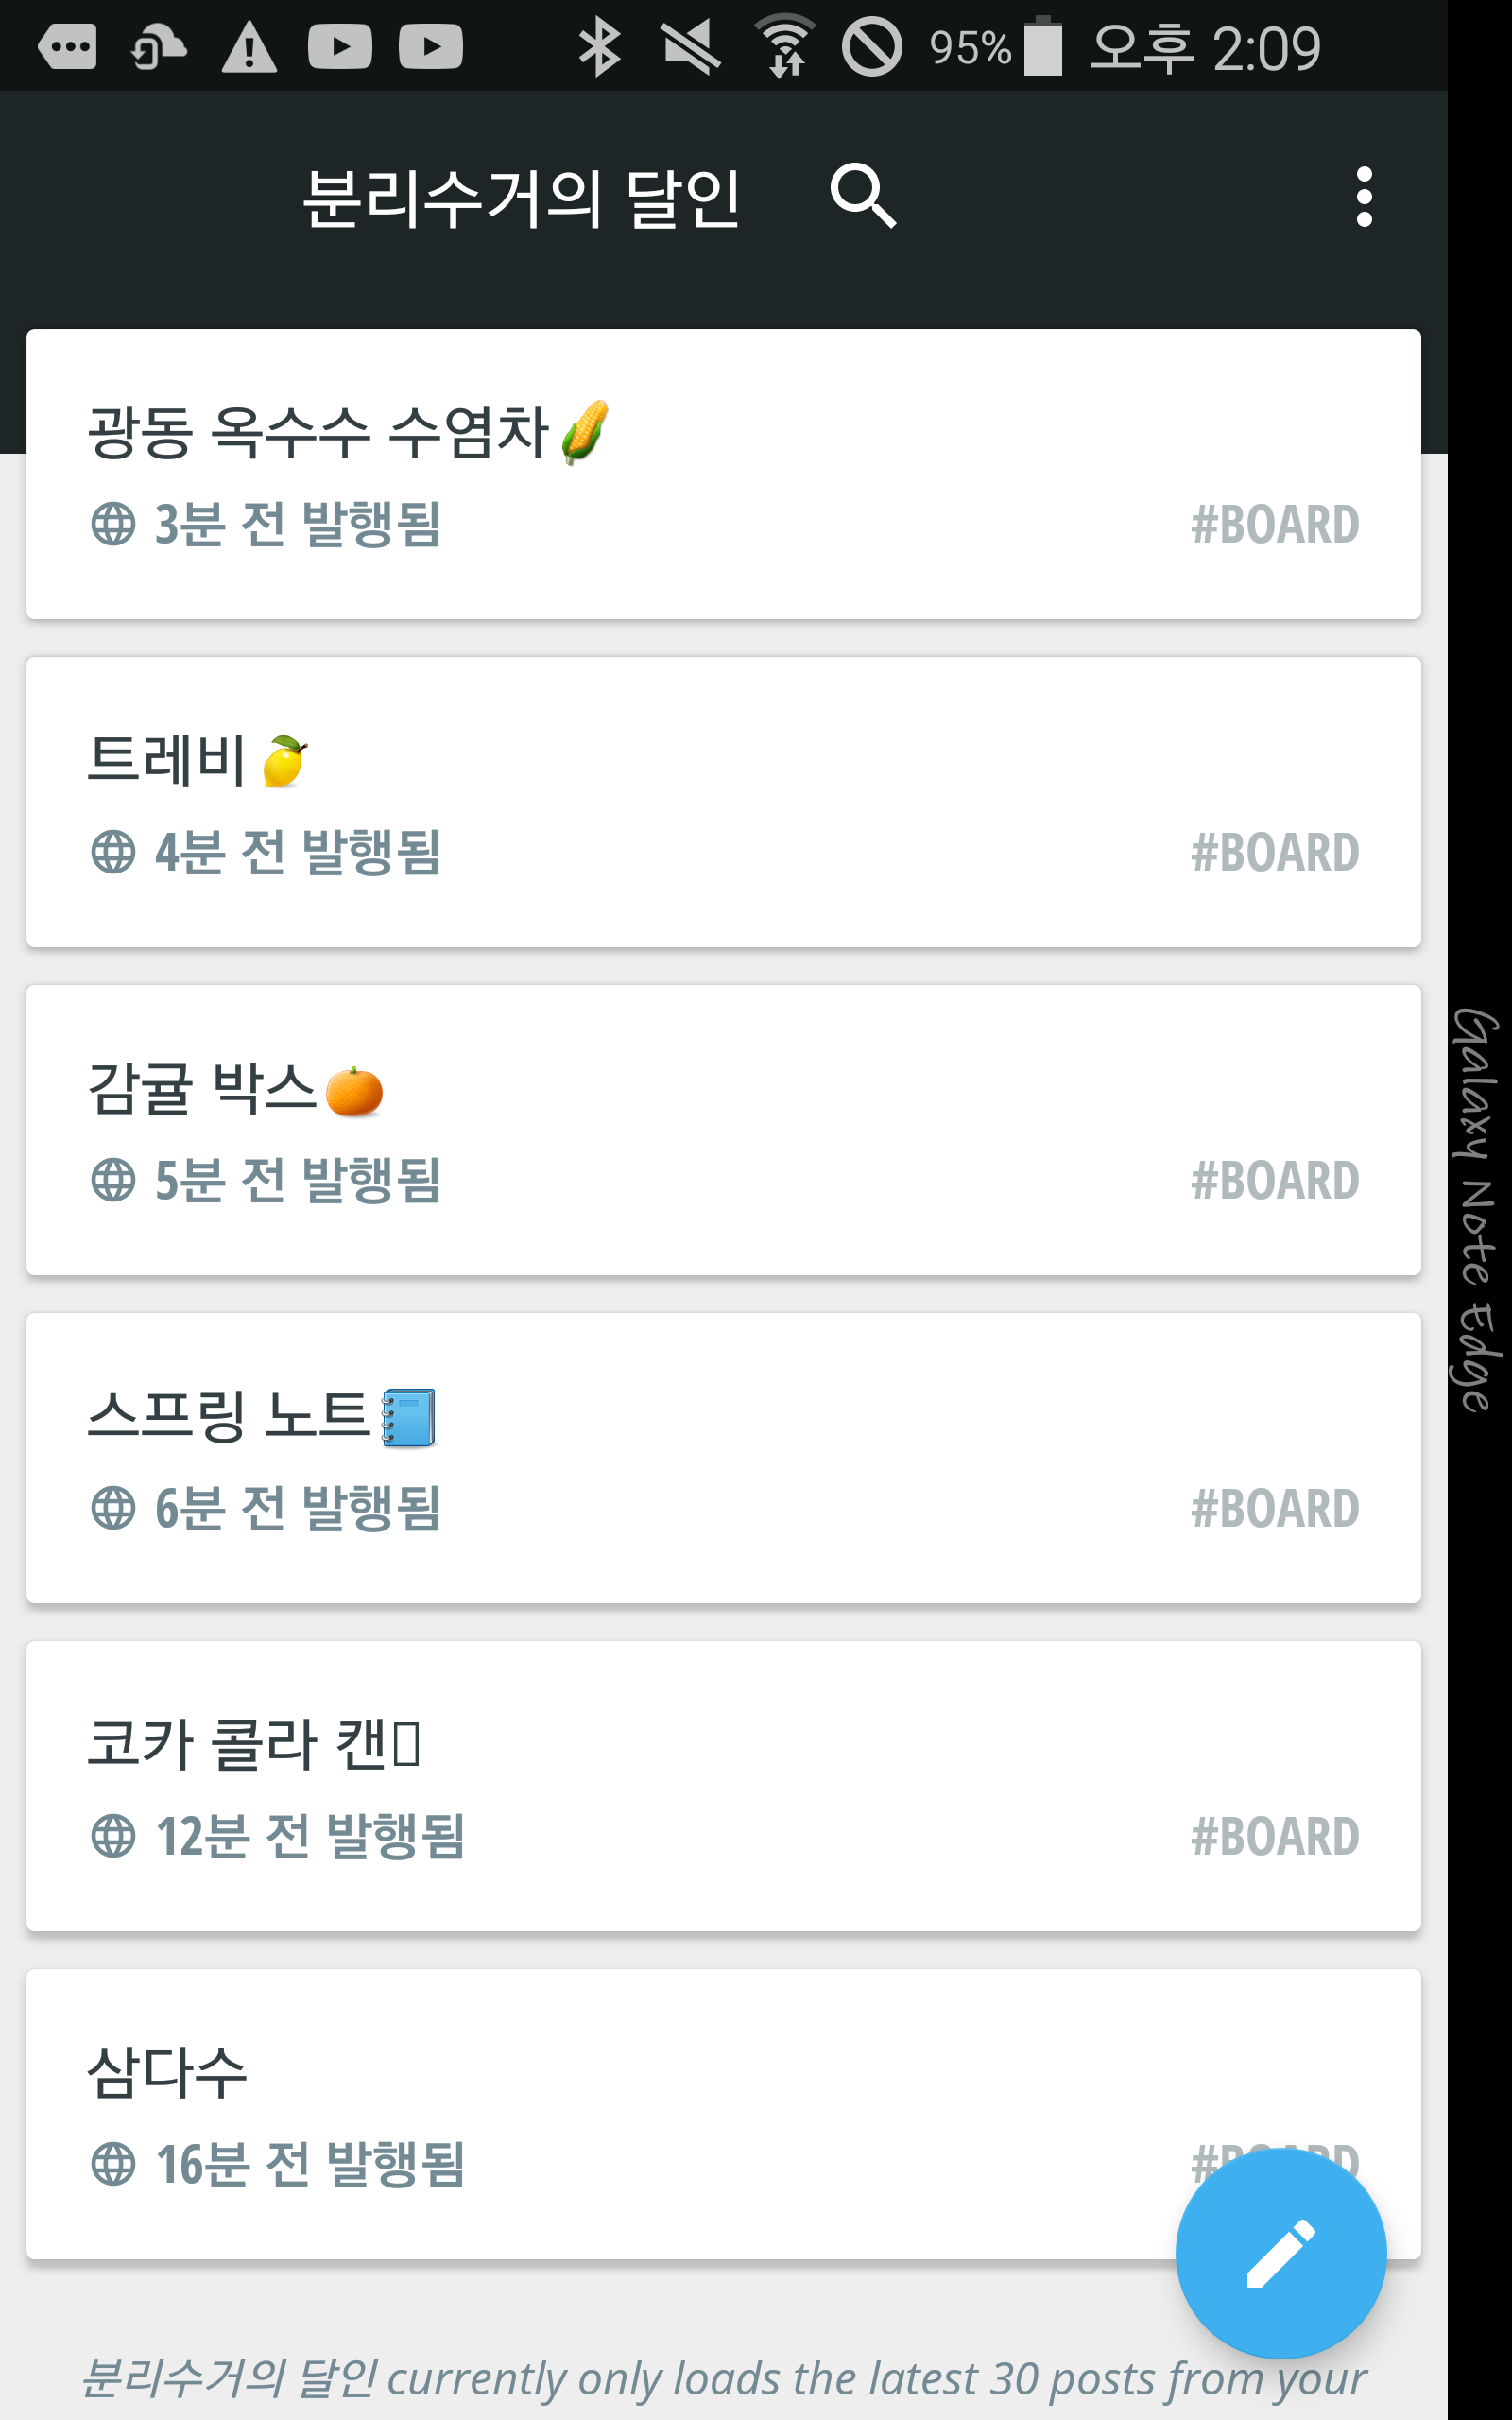 95% 오후 2:09
분리수거의 달인
광동 옥수수 수염차🌽
3분 전 발행됨 #BOARD
트레비🍋
4분 전 발행됨 #BOARD
감귤 박스🍊
5분 전 발행됨 #BOARD
스프링 노트📘
6분 전 발행됨 #BOARD
코카 콜라 캔
12분 전 발행됨 #BOARD
삼다수
16분 전 발행됨
분리수거의 달인 currently only loads the latest 30 posts from your
Galaxy Note Edge